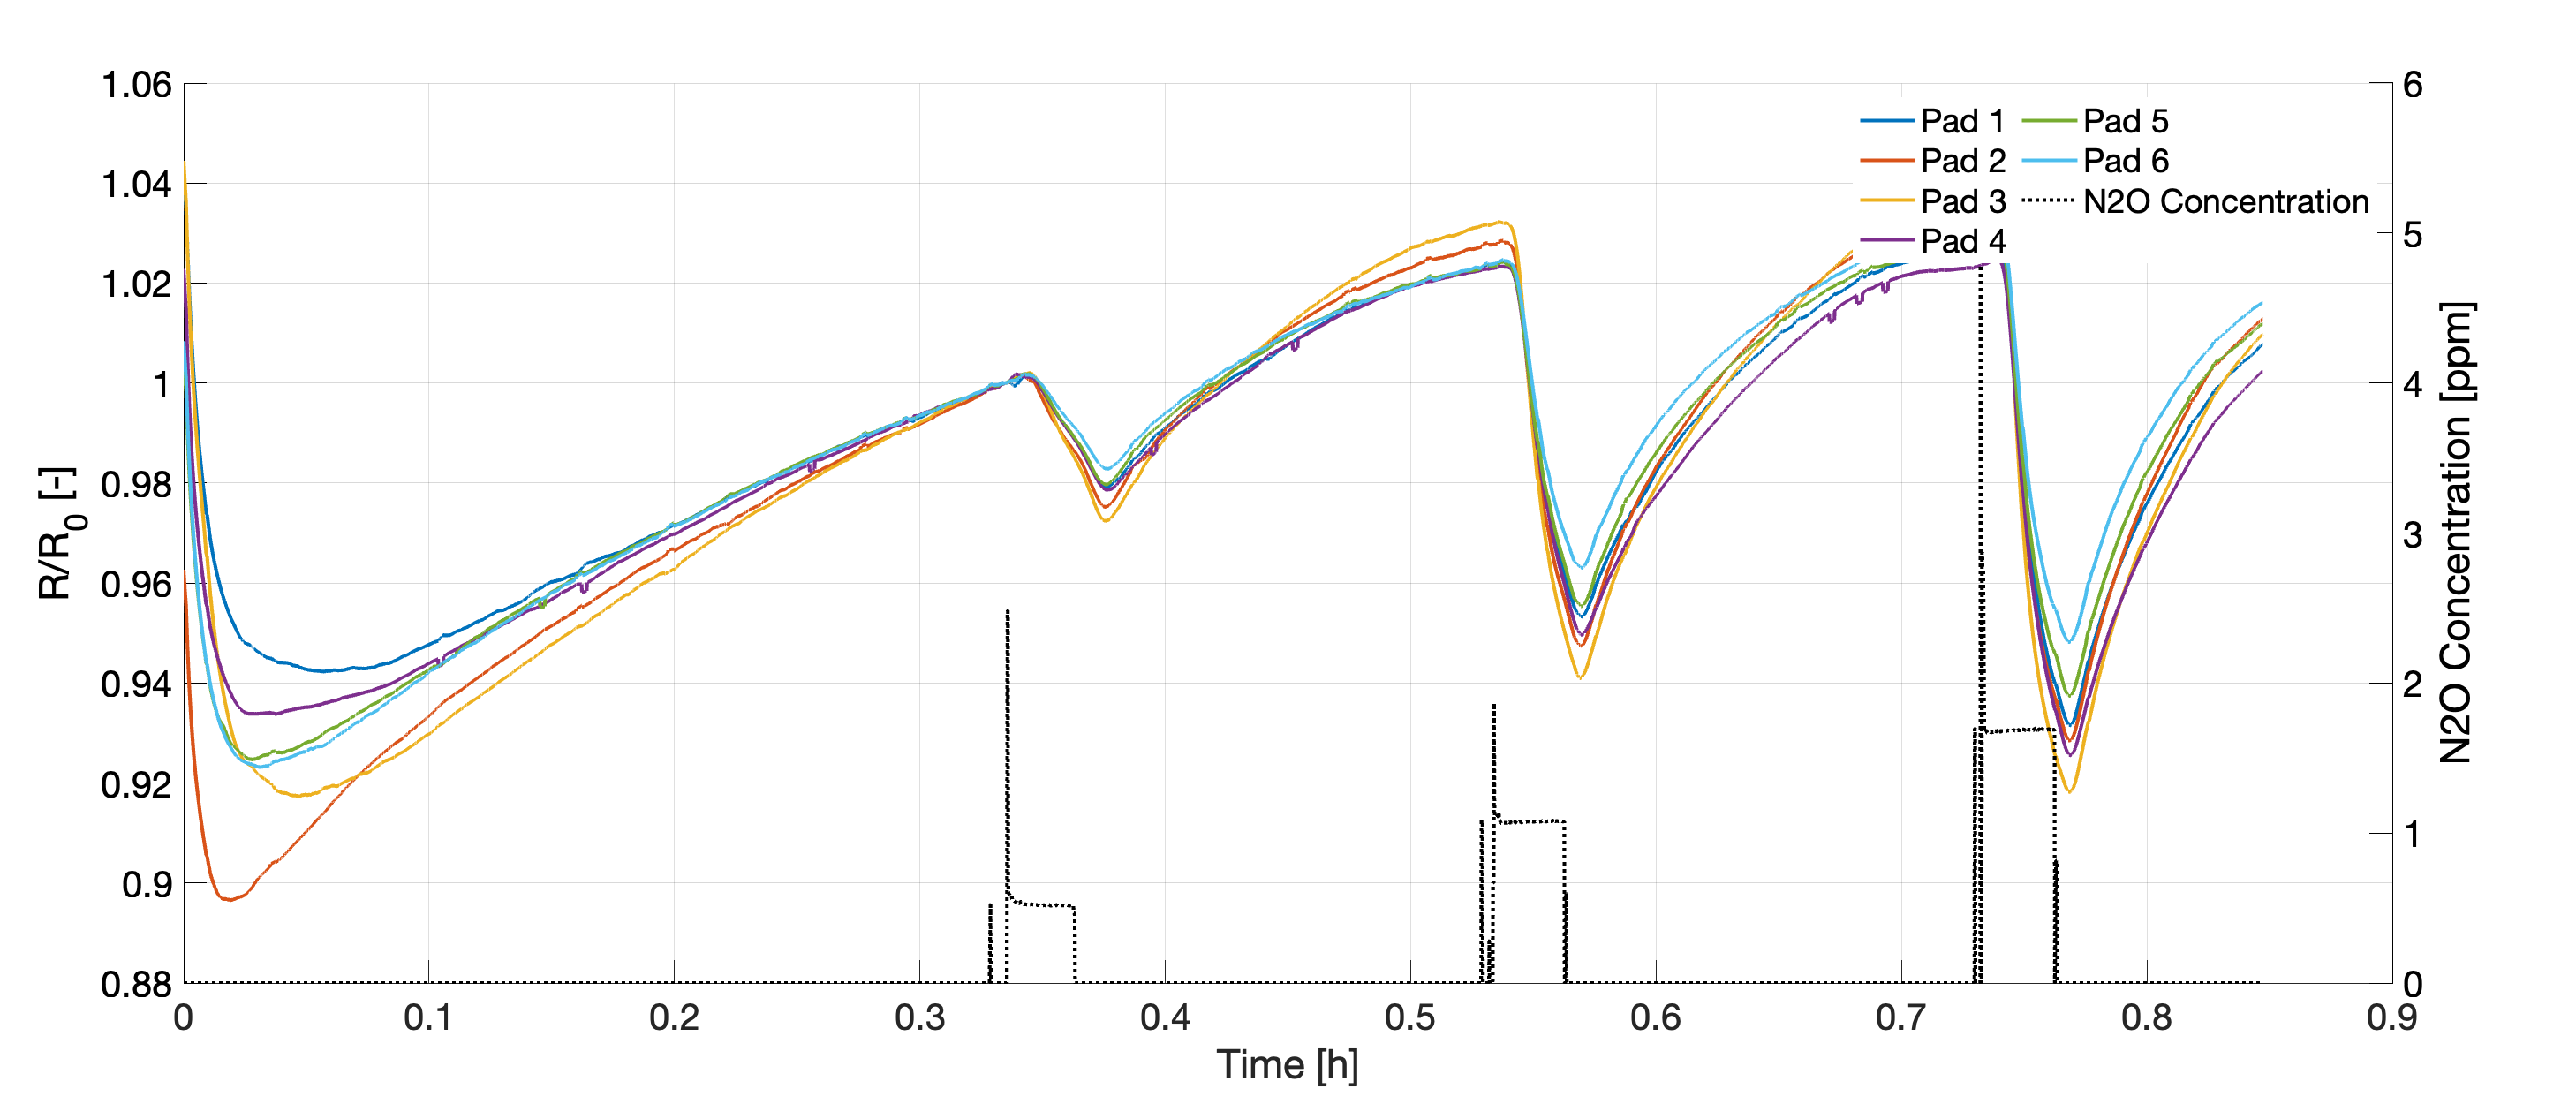 1.06
1.04
1.02
1
0.98
0.96
0.94
0.92
0.9
0.88
R/R0 [-]
0
0.1
0.2
0.3
0.4
0.5
0.6
0.7
0.8
0.9
Time [h]
6
5
4
3
2
1
0
N2O Concentration [ppm]
Pad 1
Pad 2
Pad 3
Pad 4
Pad 5
Pad 6
N2O Concentration